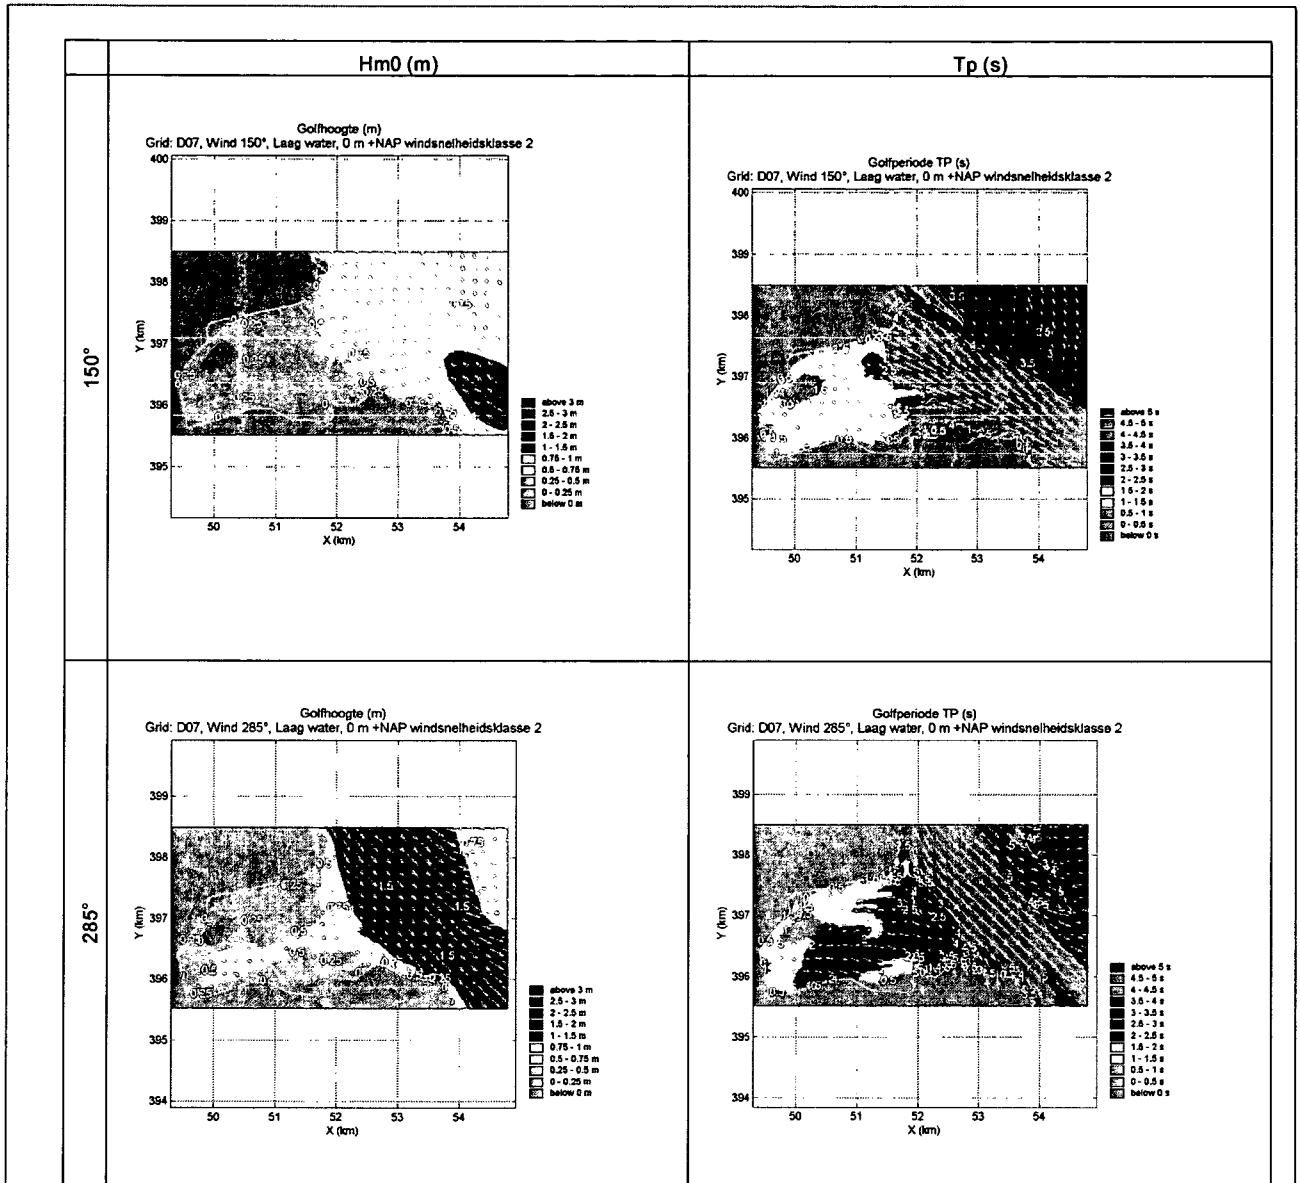 Hm0 (m)
Tp (s)
150°
Golfhoogte (m)
Grid: D07, Wind 150°, Laag water, 0 m +NAP windsnelheidsklasse 2
400
399
398
397
396
395
50
51
52
53
54
X (km)
Y (km)
above 3 m
2.5 - 3 m
2 - 2.5 m
1.5 - 2 m
1 - 1.5 m
0.75 - 1 m
0.5 - 0.75 m
0.25 - 0.5 m
0 - 0.25 m
below 0 m
Golfperiode TP (s)
Grid: D07, Wind 150°, Laag water, 0 m +NAP windsnelheidsklasse 2
400
399
398
397
396
395
50
51
52
53
54
X (km)
Y (km)
above 5 s
4.5 - 5 s
4 - 4.5 s
3.5 - 4 s
3 - 3.5 s
2.5 - 3 s
2 - 2.5 s
1.5 - 2 s
1 - 1.5 s
0.5 - 1 s
0 - 0.5 s
below 0 s
285°
Golfhoogte (m)
Grid: D07, Wind 285°, Laag water, 0 m +NAP windsnelheidsklasse 2
399
398
397
396
395
394
50
51
52
53
54
X (km)
Y (km)
above 3 m
2.5 - 3 m
2 - 2.5 m
1.5 - 2 m
1 - 1.5 m
0.75 - 1 m
0.5 - 0.75 m
0.25 - 0.5 m
0 - 0.25 m
below 0 m
Golfperiode TP (s)
Grid: D07, Wind 285°, Laag water, 0 m +NAP windsnelheidsklasse 2
399
398
397
396
395
394
50
51
52
53
54
X (km)
Y (km)
above 5 s
4.5 - 5 s
4 - 4.5 s
3.5 - 4 s
3 - 3.5 s
2.5 - 3 s
2 - 2.5 s
1.5 - 2 s
1 - 1.5 s
0.5 - 1 s
0 - 0.5 s
below 0 s